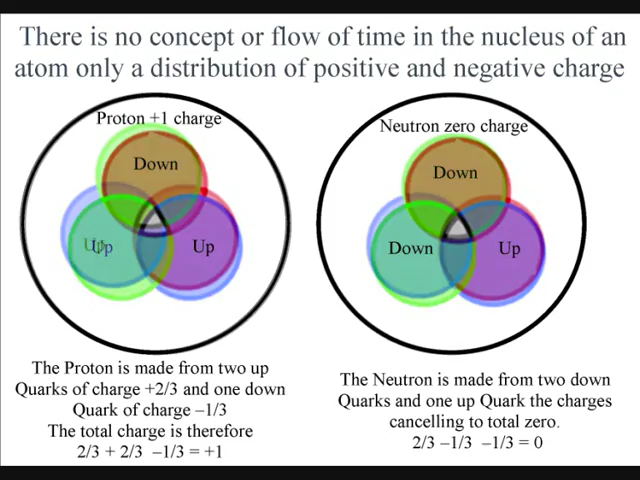 There is no concept or flow of time in the nucleus of an
atom only a distribution of positive and negative charge
Proton +1 charge
Down
Up
Up
The Proton is made from two up
Quarks of charge +2/3 and one down
Quark of charge –1/3
The total charge is therefore
2/3 + 2/3 –1/3 = +1
Neutron zero charge
Down
Down
Up
The Neutron is made from two down
Quarks and one up Quark the charges
cancelling to total zero.
2/3 –1/3 –1/3 = 0